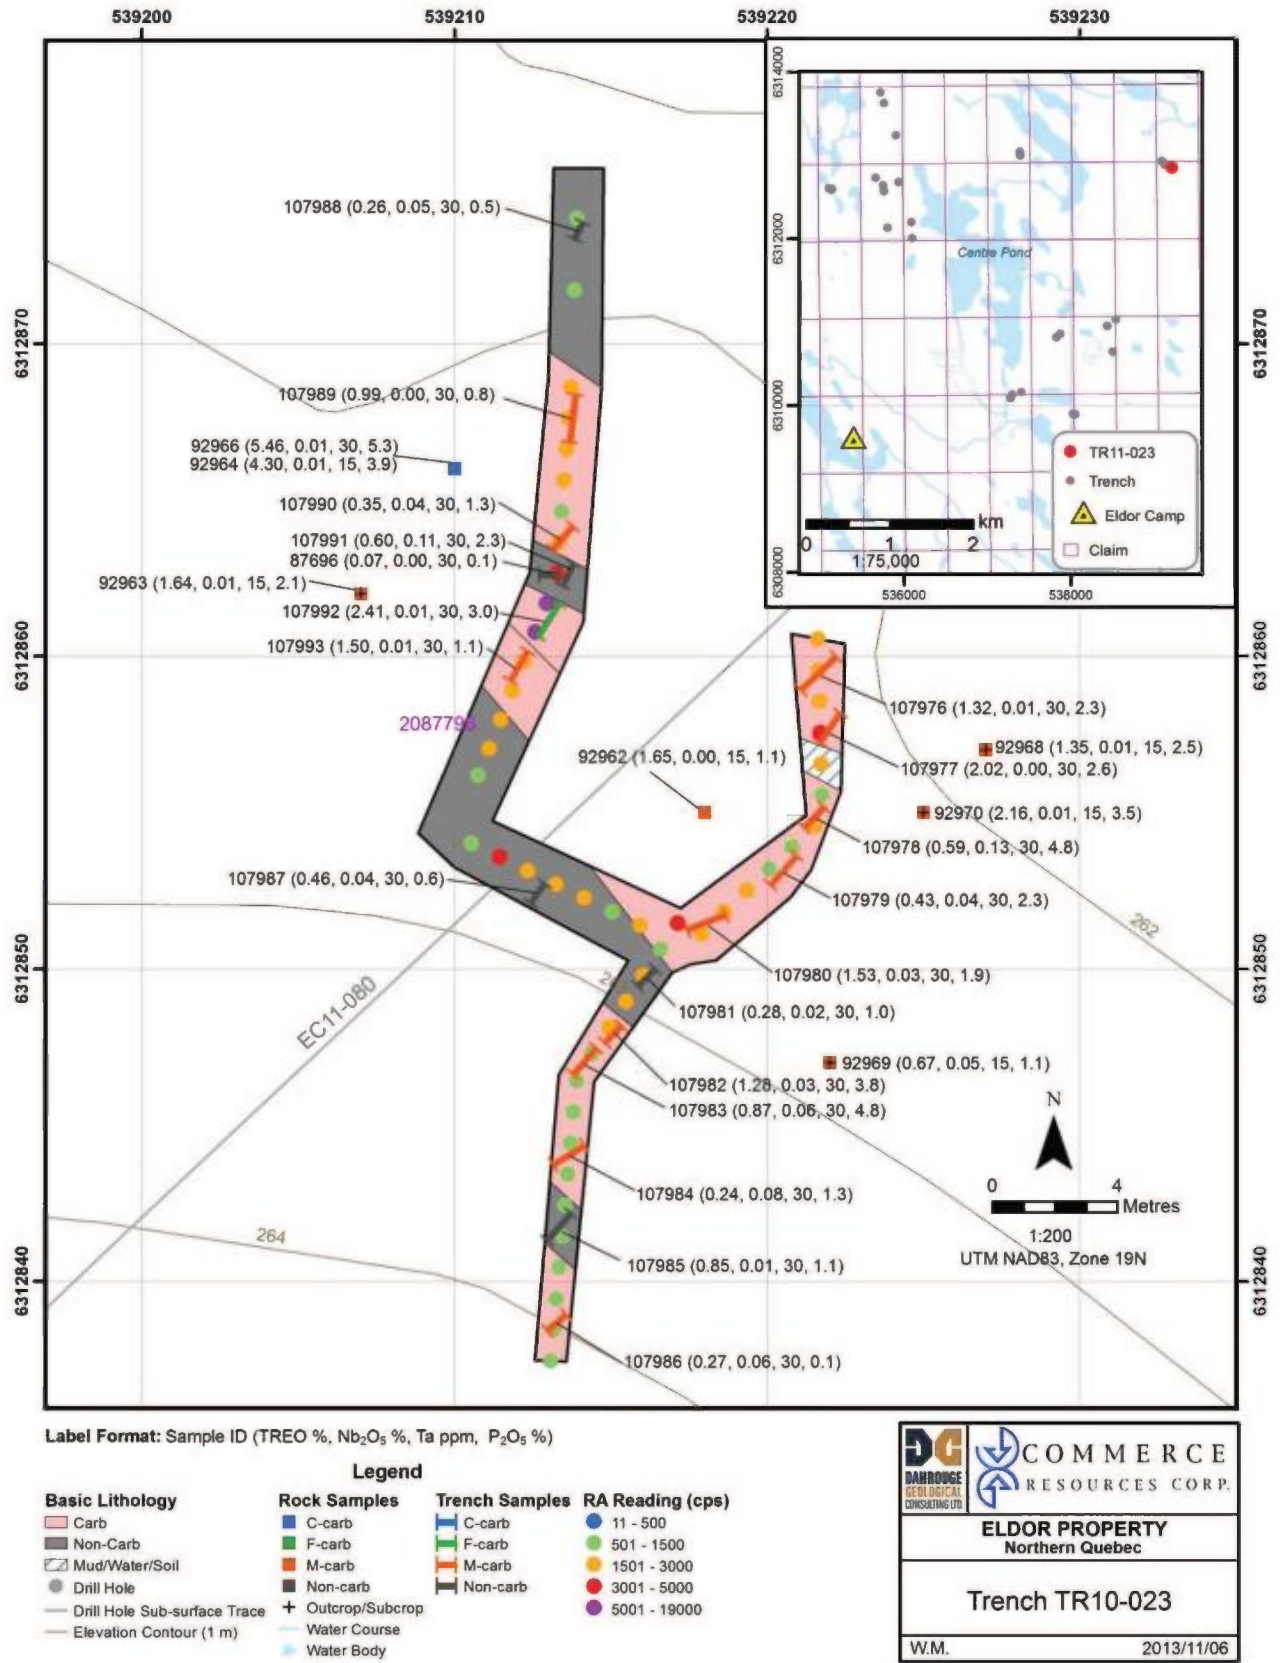 539200
539210
539220
539230
6314000
6312000
6310000
6308000
Centre Pond
TR11-023
Trench
Eldor Camp
Claim
km
0
1
2
1:75,000
536000
538000
107988 (0.26, 0.05, 30, 0.5)
6312870
6312870
107989 (0.99, 0.00, 30, 0.8)
92966 (5.46, 0.01, 30, 5.3)
92964 (4.30, 0.01, 15, 3.9)
107990 (0.35, 0.04, 30, 1.3)
107991 (0.60, 0.11, 30, 2.3)
87696 (0.07, 0.00, 30, 0.1)
92963 (1.64, 0.01, 15, 2.1)
107992 (2.41, 0.01, 30, 3.0)
107993 (1.50, 0.01, 30, 1.1)
6312860
6312860
107976 (1.32, 0.01, 30, 2.3)
92968 (1.35, 0.01, 15, 2.5)
92962 (1.65, 0.00, 15, 1.1)
107977 (2.02, 0.00, 30, 2.6)
92970 (2.16, 0.01, 15, 3.5)
107978 (0.59, 0.13, 30, 4.8)
107987 (0.46, 0.04, 30, 0.6)
107979 (0.43, 0.04, 30, 2.3)
262
6312850
6312850
107980 (1.53, 0.03, 30, 1.9)
EC11-080
107981 (0.28, 0.02, 30, 1.0)
92969 (0.67, 0.05, 15, 1.1)
107982 (1.28, 0.03, 30, 3.8)
107983 (0.87, 0.06, 30, 4.8)
N
107984 (0.24, 0.08, 30, 1.3)
0
4
Metres
1:200
UTM NAD83, Zone 19N
264
107985 (0.85, 0.01, 30, 1.1)
6312840
6312840
107986 (0.27, 0.06, 30, 0.1)
Label Format: Sample ID (TREO %, Nb₂O₅ %, Ta ppm, P₂O₅ %)
Legend
Basic Lithology
Carb
Non-Carb
Mud/Water/Soil
Drill Hole
Drill Hole Sub-surface Trace
Elevation Contour (1 m)
Rock Samples
C-carb
F-carb
M-carb
Non-carb
Outcrop/Subcrop
Water Course
Water Body
Trench Samples
C-carb
F-carb
M-carb
Non-carb
RA Reading (cps)
11 - 500
501 - 1500
1501 - 3000
3001 - 5000
5001 - 19000
DAHROUGE
GEOLOGICAL
CONSULTING LTD.
COMMERCE
RESOURCES CORP.
ELDOR PROPERTY
Northern Quebec
Trench TR10-023
W.M.
2013/11/06